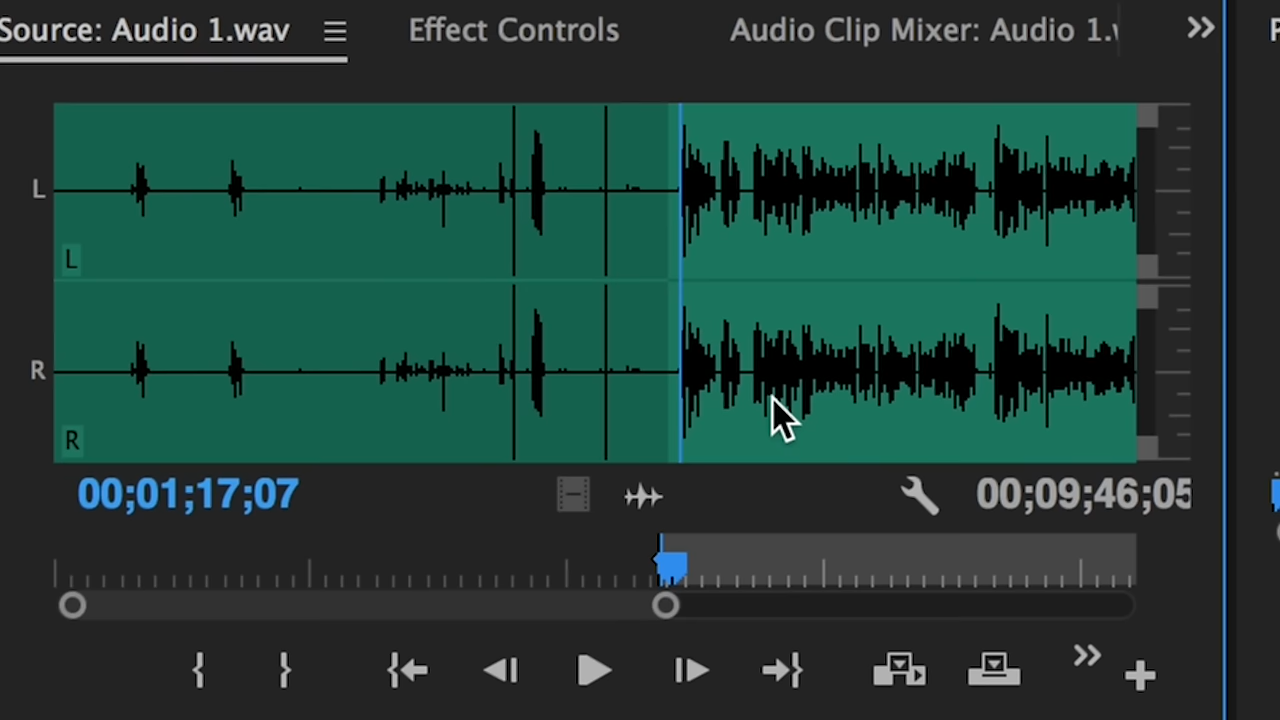 Source: Audio 1.wav
Effect Controls
Audio Clip Mixer: Audio 1.
L
L
R
R
00;01;17;07
00;09;46;05